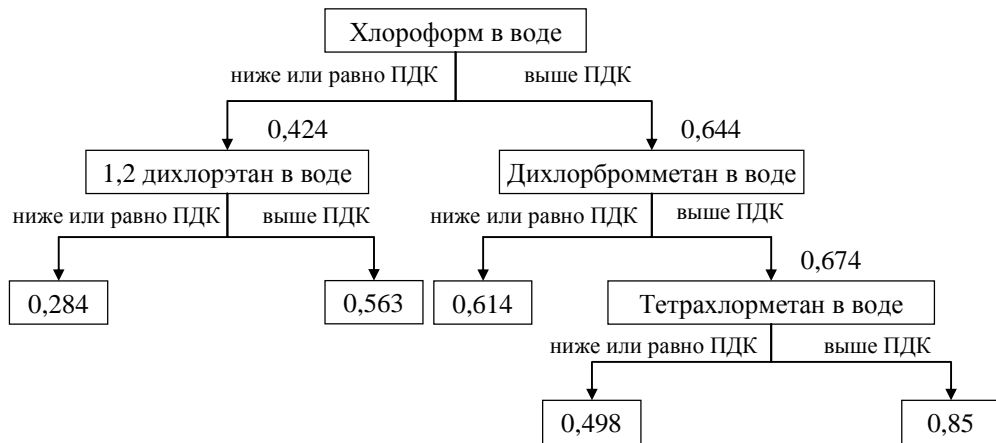 Хлороформ в воде
ниже или равно ПДК
выше ПДК
0,424
0,644
1,2 дихлорэтан в воде
Дихлорбромметан в воде
ниже или равно ПДК
выше ПДК
ниже или равно ПДК
выше ПДК
0,674
0,284
0,563
0,614
Тетрахлорметан в воде
ниже или равно ПДК
выше ПДК
0,498
0,85